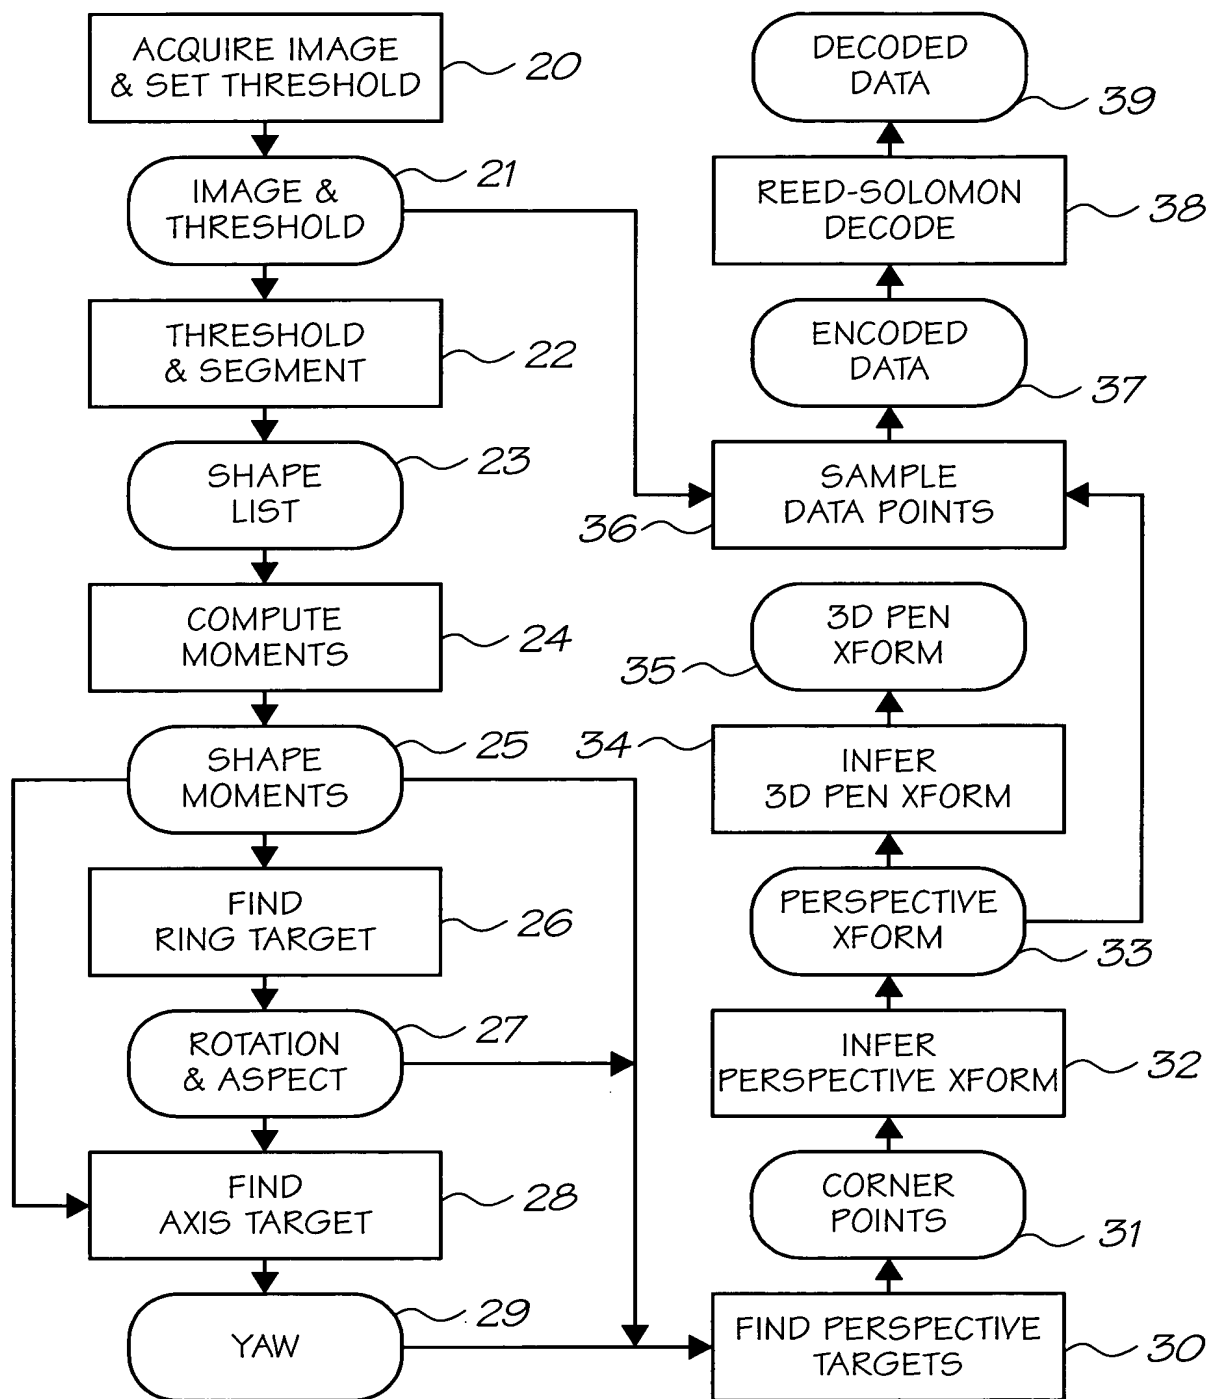 ACQUIRE IMAGE
& SET THRESHOLD
20
IMAGE &
THRESHOLD
21
THRESHOLD
& SEGMENT
22
SHAPE
LIST
23
COMPUTE
MOMENTS
24
SHAPE
MOMENTS
25
FIND
RING TARGET
26
ROTATION
& ASPECT
27
FIND
AXIS TARGET
28
YAW
29
DECODED
DATA
39
REED-SOLOMON
DECODE
38
ENCODED
DATA
37
SAMPLE
DATA POINTS
36
3D PEN
XFORM
35
34
INFER
3D PEN XFORM
PERSPECTIVE
XFORM
33
INFER
PERSPECTIVE XFORM
32
CORNER
POINTS
31
FIND PERSPECTIVE
TARGETS
30